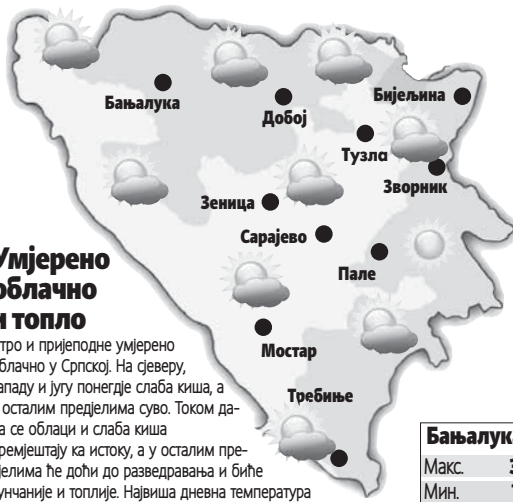 Бањалука
Добој
Бијељина
Тузла
Зворник
Зеница
Сарајево
Пале
Мостар
Требиње
Умјерено
облачно
и топло
тро и пријеподне умјерено
блачно у Српској. На сјеверу,
ападу и југу понегдје слаба киша, а
осталим предјелима суво. Током да-
а се облаци и слаба киша
ремјештају ка истоку, а у осталим пре-
јелима ће доћи до разведравања и биће
унчаније и топлије. Највиша дневна температура
Бањалука
Макс.
Мин.